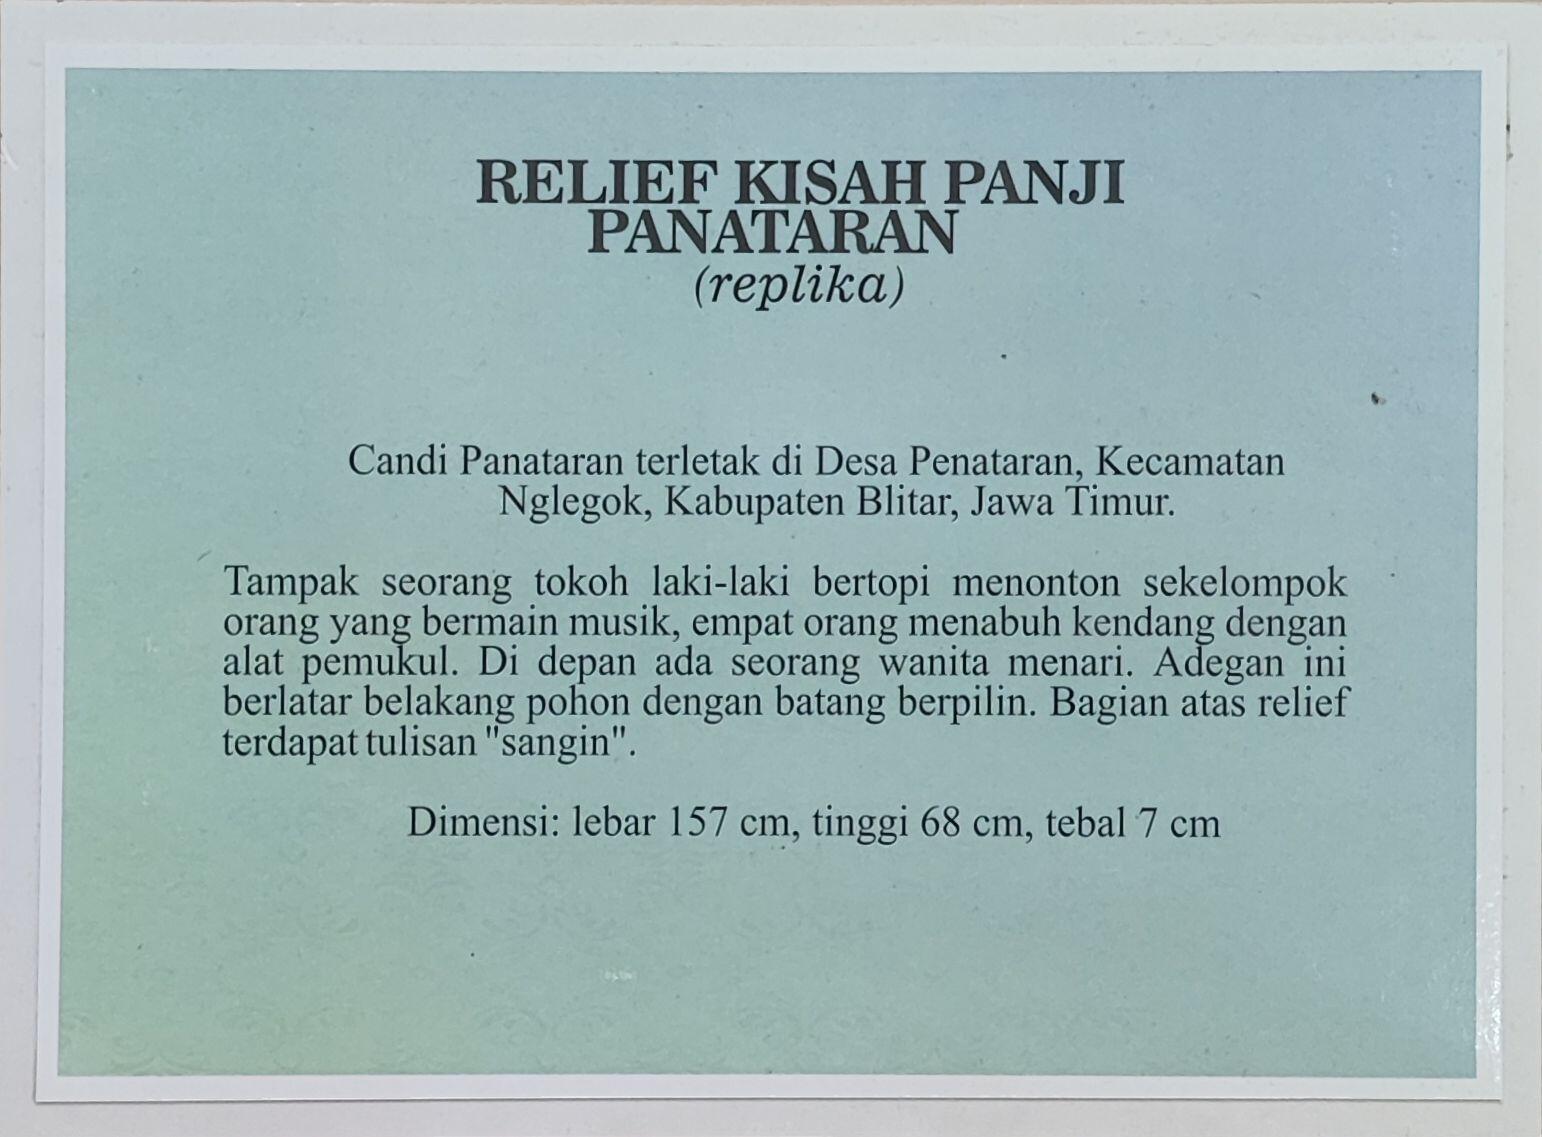 RELIEF KISAH PANJI
PANATARAN
(replika)
Candi Panataran terletak di Desa Penataran, Kecamatan
Nglegok, Kabupaten Blitar, Jawa Timur.
Tampak seorang tokoh laki-laki bertopi menonton sekelompok
orang yang bermain musik, empat orang menabuh kendang dengan
alat pemukul. Di depan ada seorang wanita menari. Adegan ini
berlatar belakang pohon dengan batang berpilin. Bagian atas relief
terdapat tulisan "sangin".
Dimensi: lebar 157 cm, tinggi 68 cm, tebal 7 cm